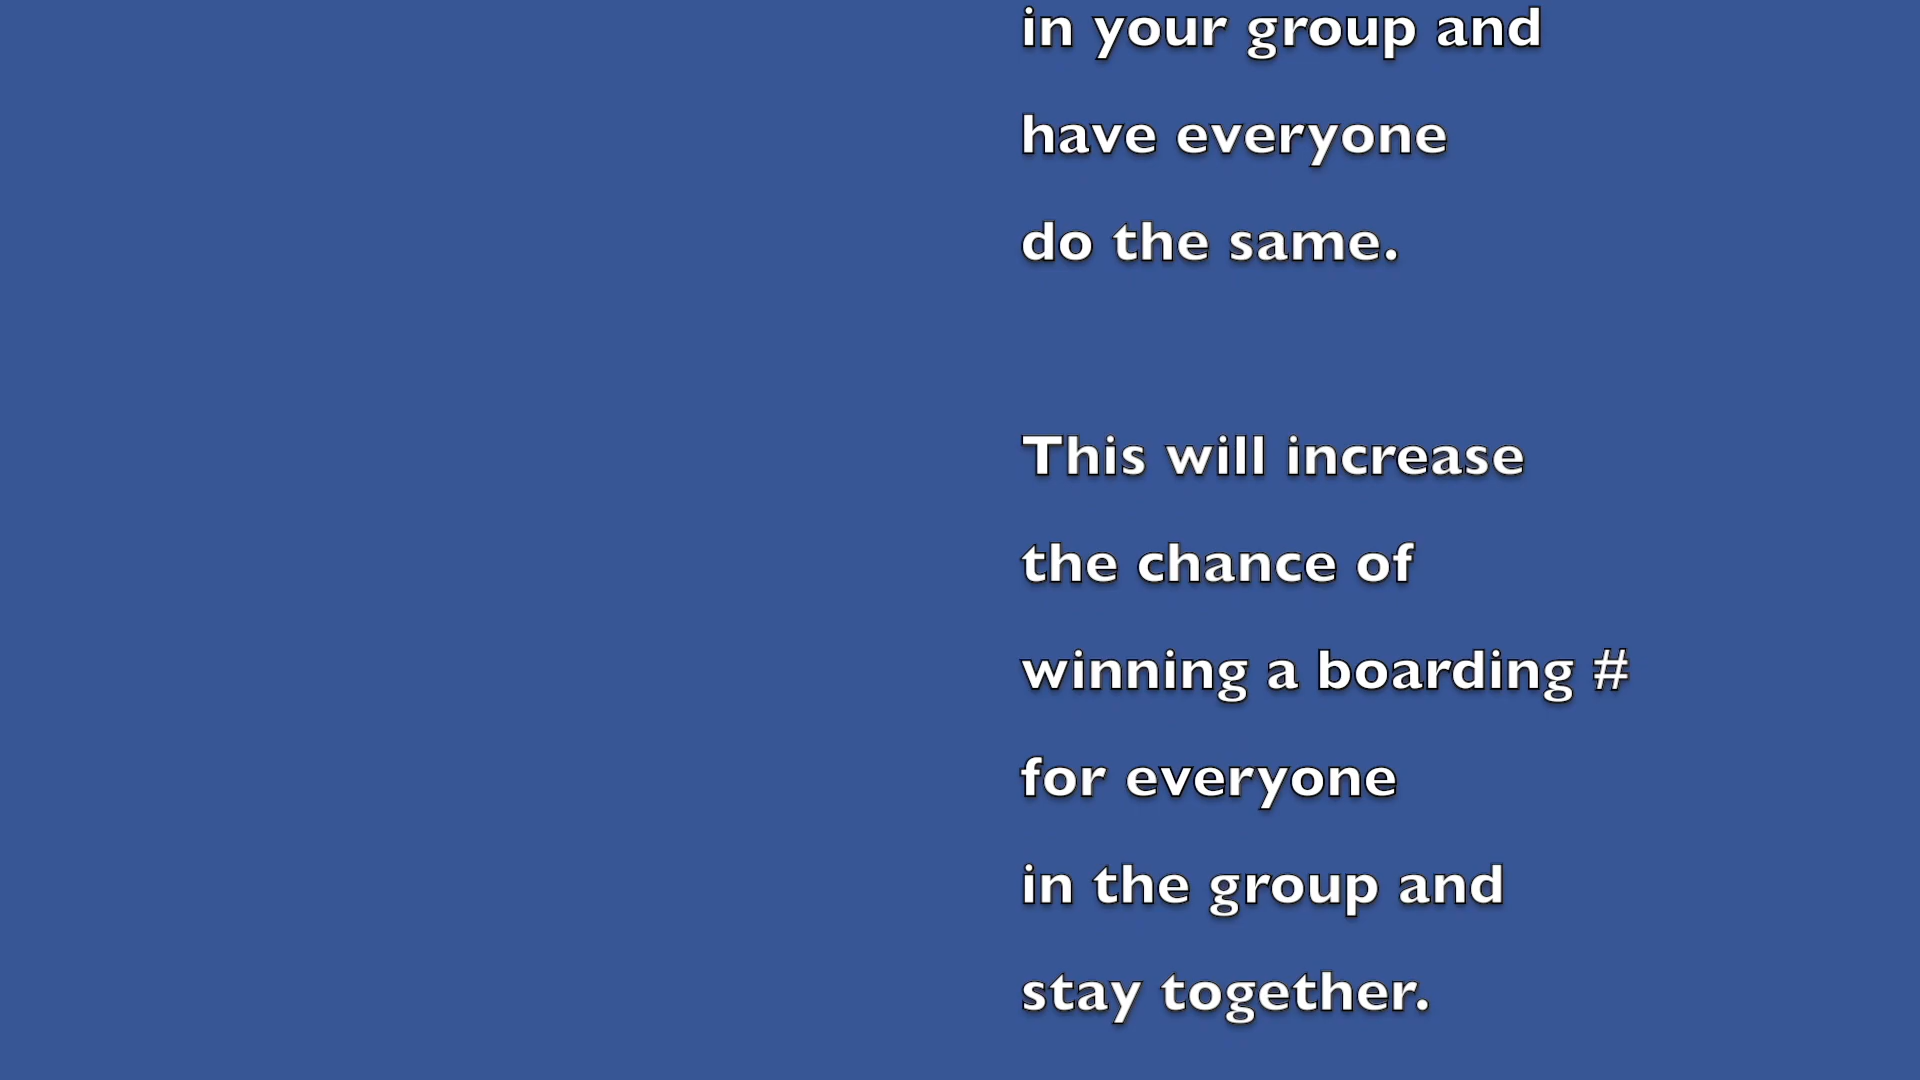 in your group and
have everyone
do the same.
This will increase
the chance of
winning a boarding #
for everyone
in the group and
stay together.